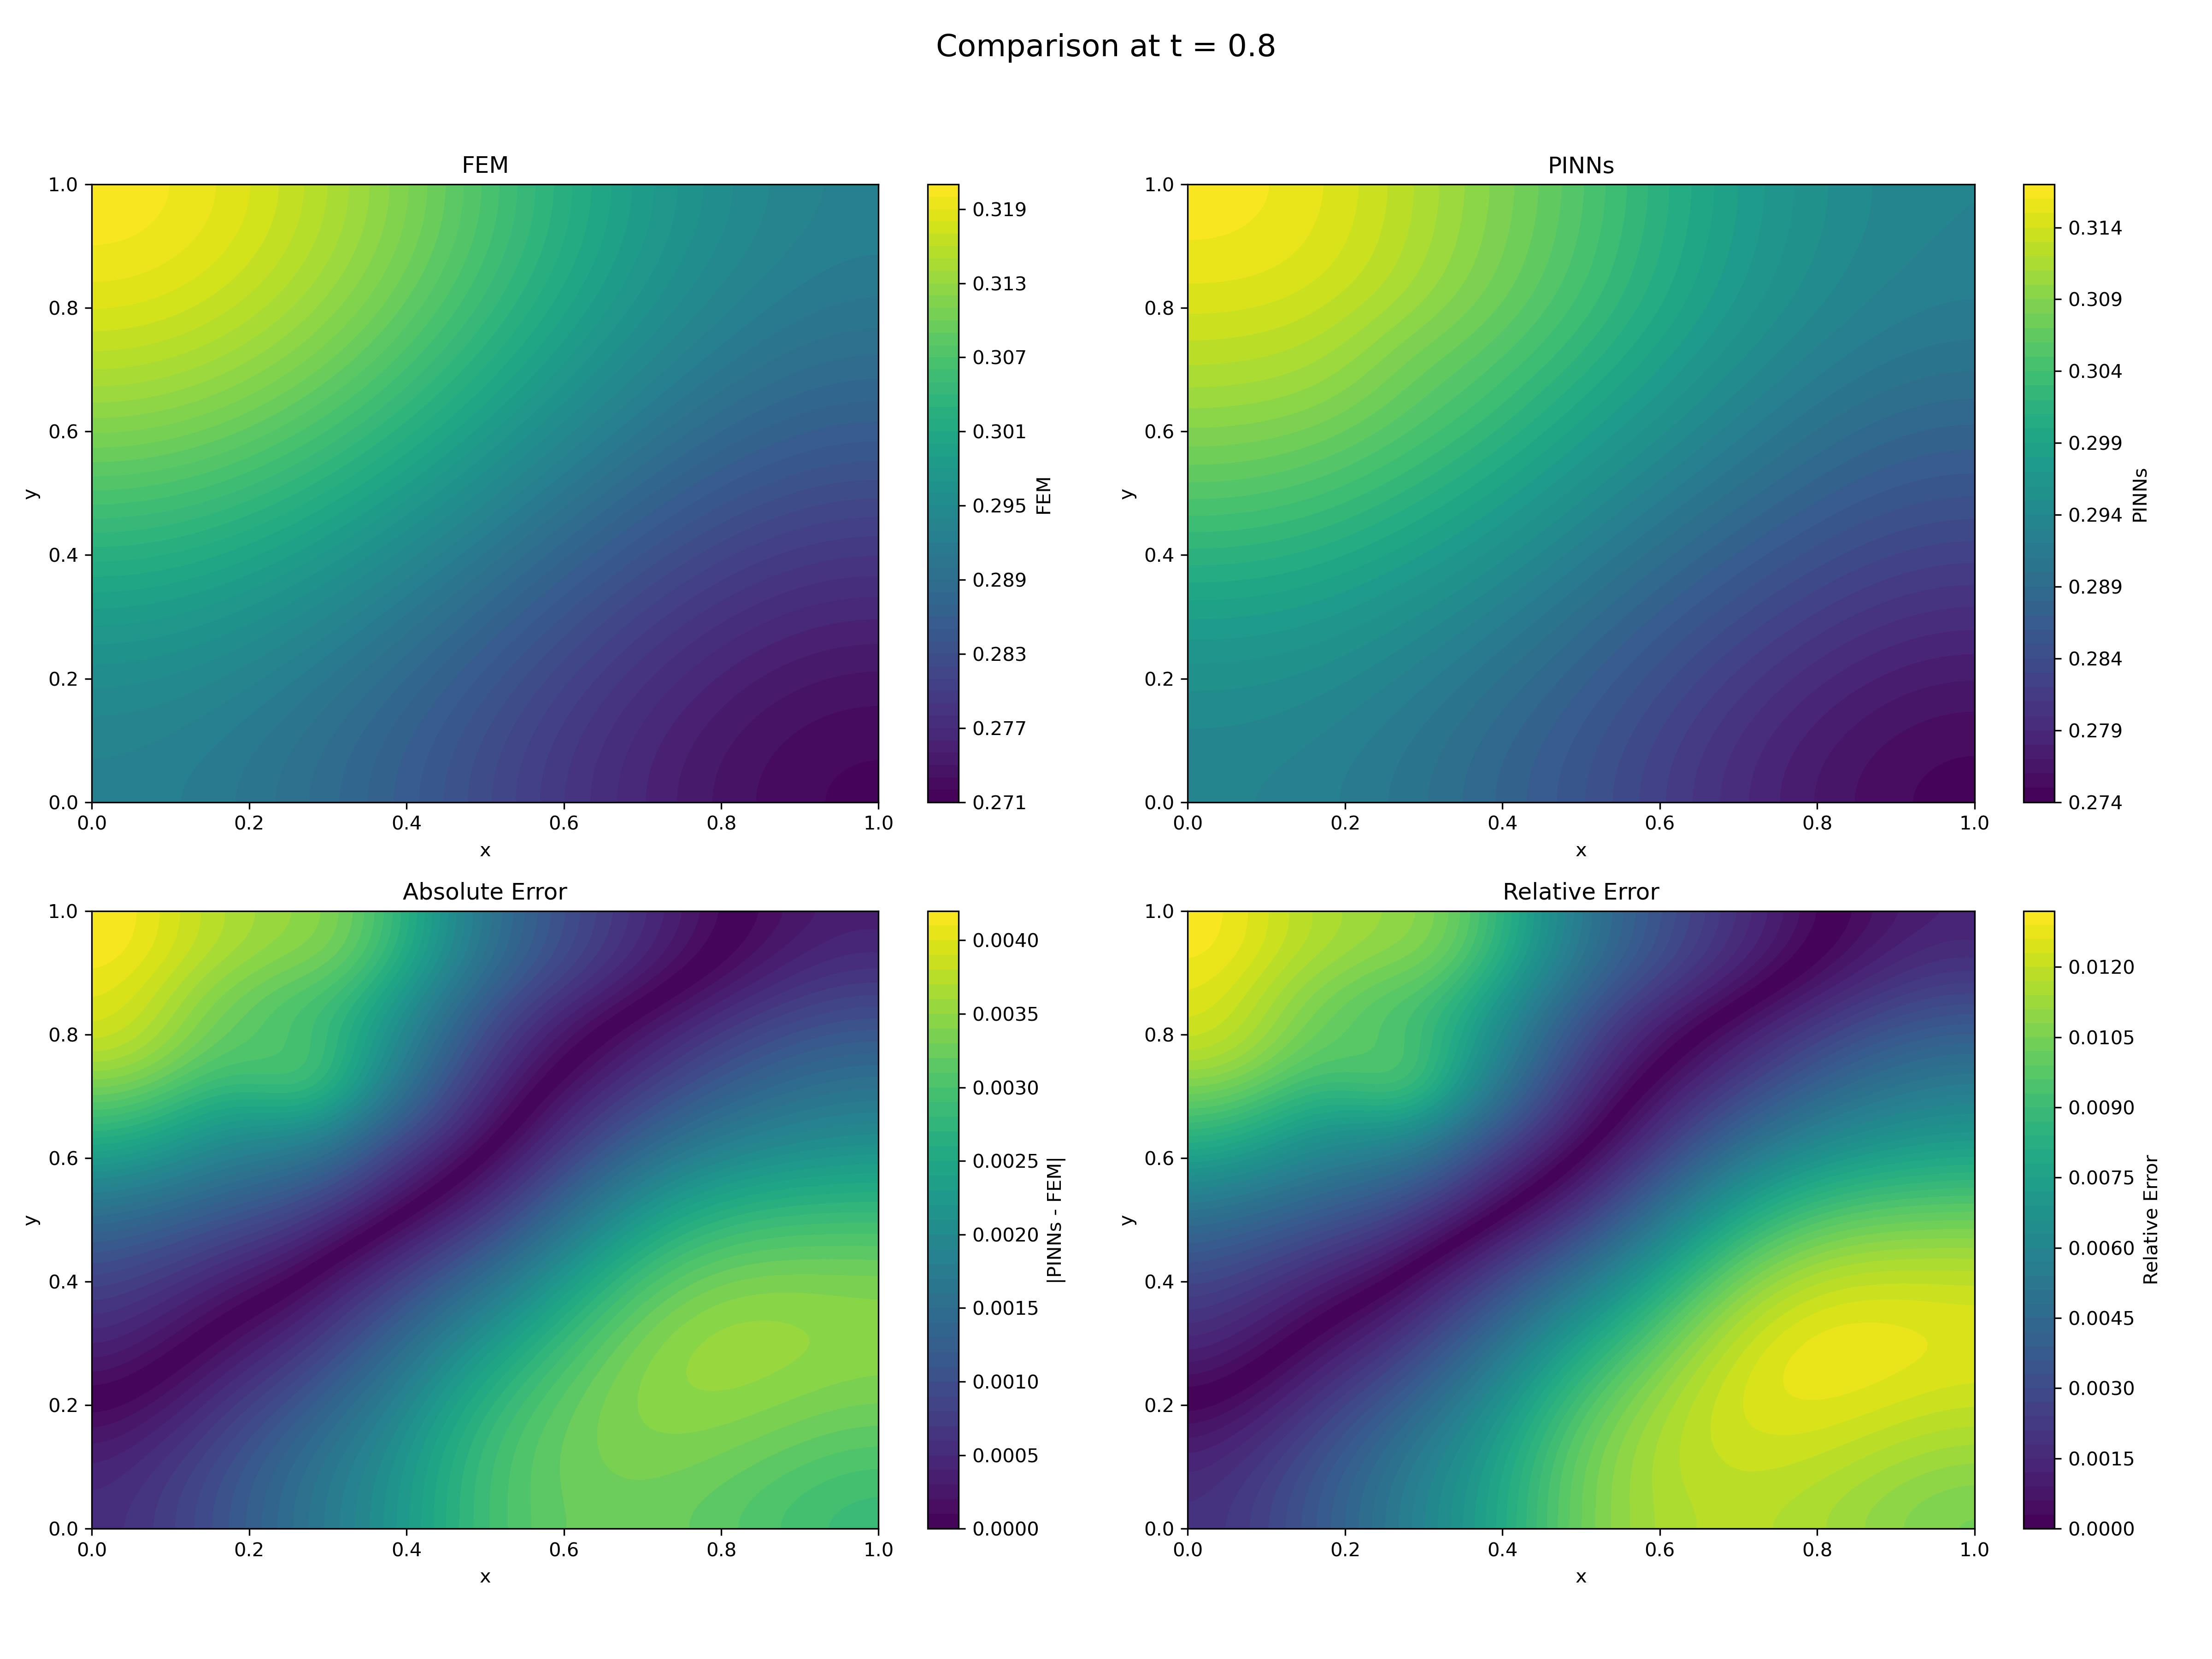 Comparison at t = 0.8
FEM
1.0
0.8
0.6
0.4
0.2
0.0
y
0.0 0.2 0.4 0.6 0.8 1.0
x
0.319
0.313
0.307
0.301
0.295
0.289
0.283
0.277
0.271
FEM
PINNs
1.0
0.8
0.6
0.4
0.2
0.0
y
0.0 0.2 0.4 0.6 0.8 1.0
x
0.314
0.309
0.304
0.299
0.294
0.289
0.284
0.279
0.274
PINNs
Absolute Error
1.0
0.8
0.6
0.4
0.2
0.0
y
0.0 0.2 0.4 0.6 0.8 1.0
x
0.0040
0.0035
0.0030
0.0025
0.0020
0.0015
0.0010
0.0005
0.0000
|PINNs - FEM|
Relative Error
1.0
0.8
0.6
0.4
0.2
0.0
y
0.0 0.2 0.4 0.6 0.8 1.0
x
0.0120
0.0105
0.0090
0.0075
0.0060
0.0045
0.0030
0.0015
0.0000
Relative Error